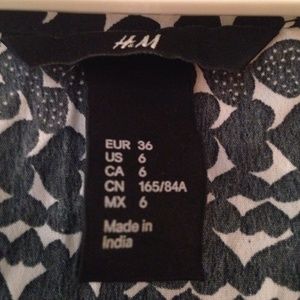 H&M
EUR 36
US 6
CA 6
CN 165/84A
MX 6
Made in
India